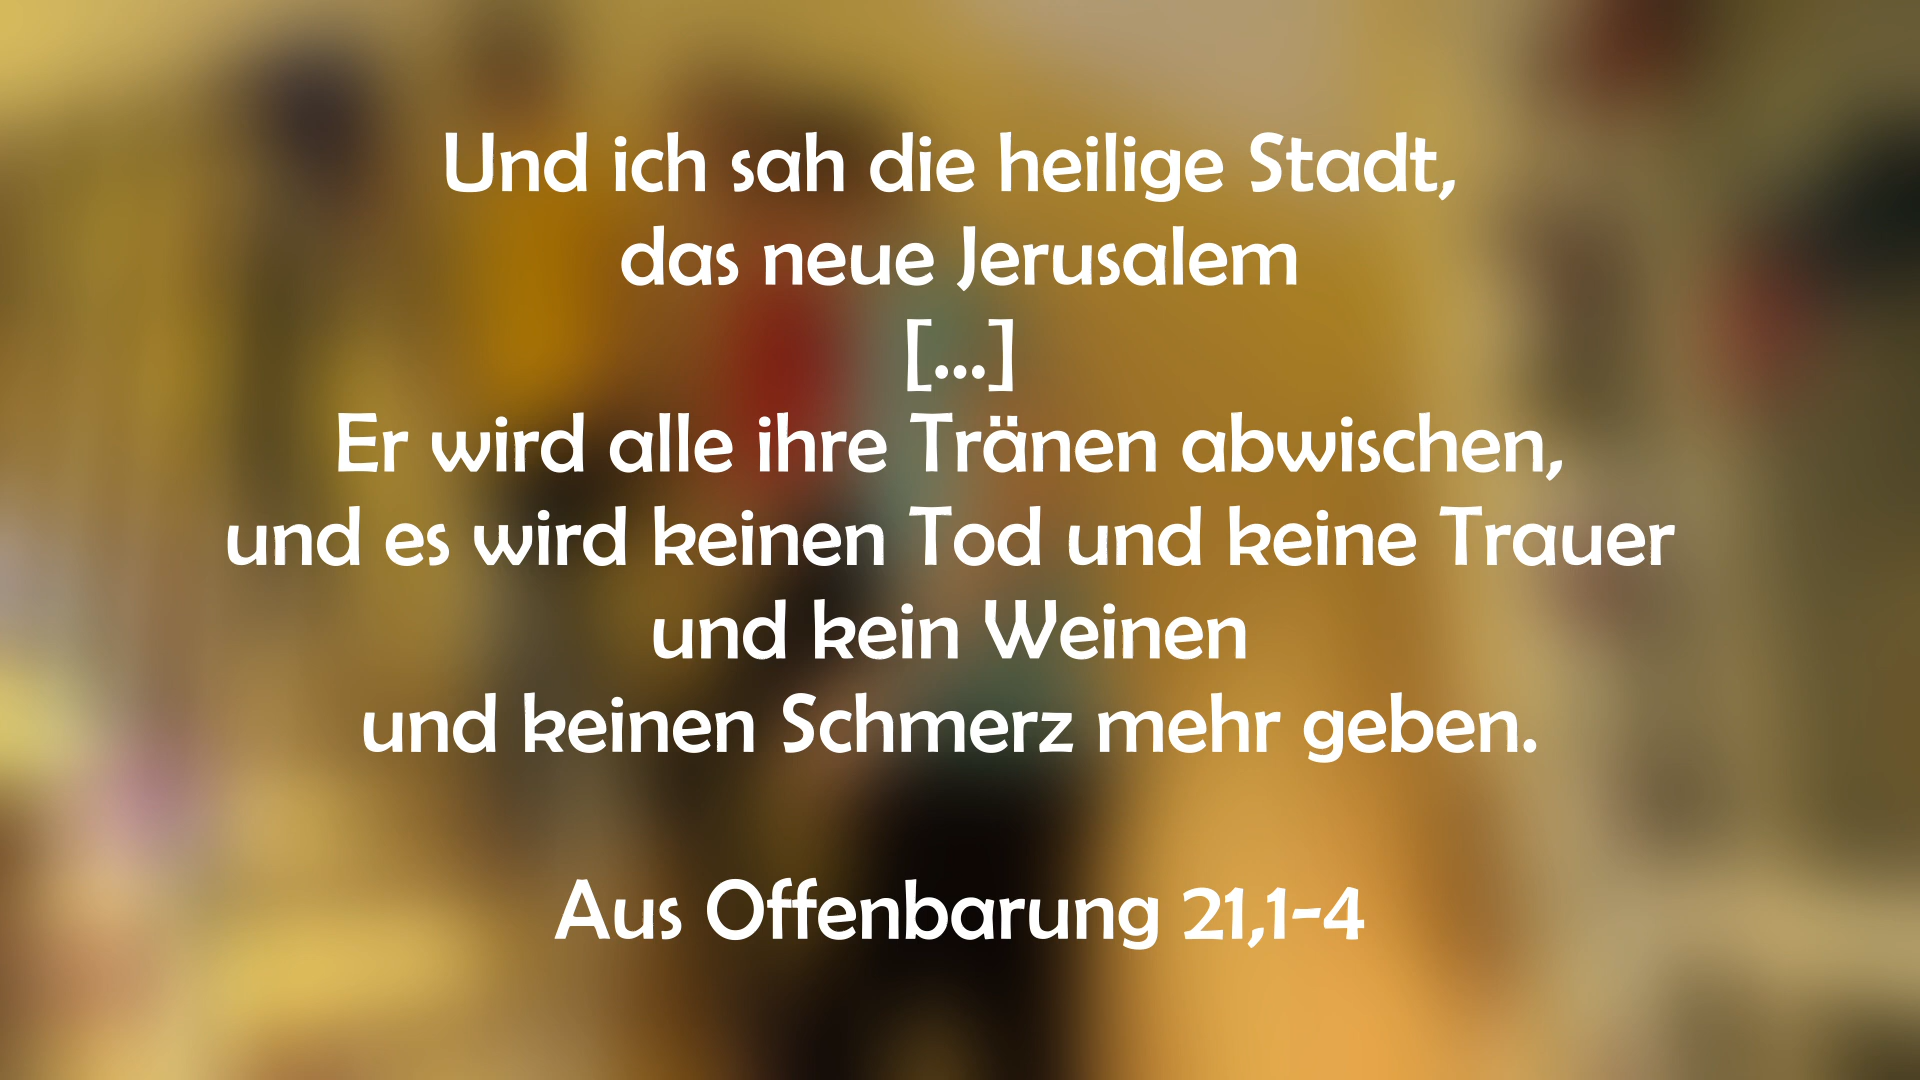 Und ich sah die heilige Stadt,
das neue Jerusalem
[...]
Er wird alle ihre Tränen abwischen,
und es wird keinen Tod und keine Trauer
und kein Weinen
und keinen Schmerz mehr geben.
Aus Offenbarung 21,1-4